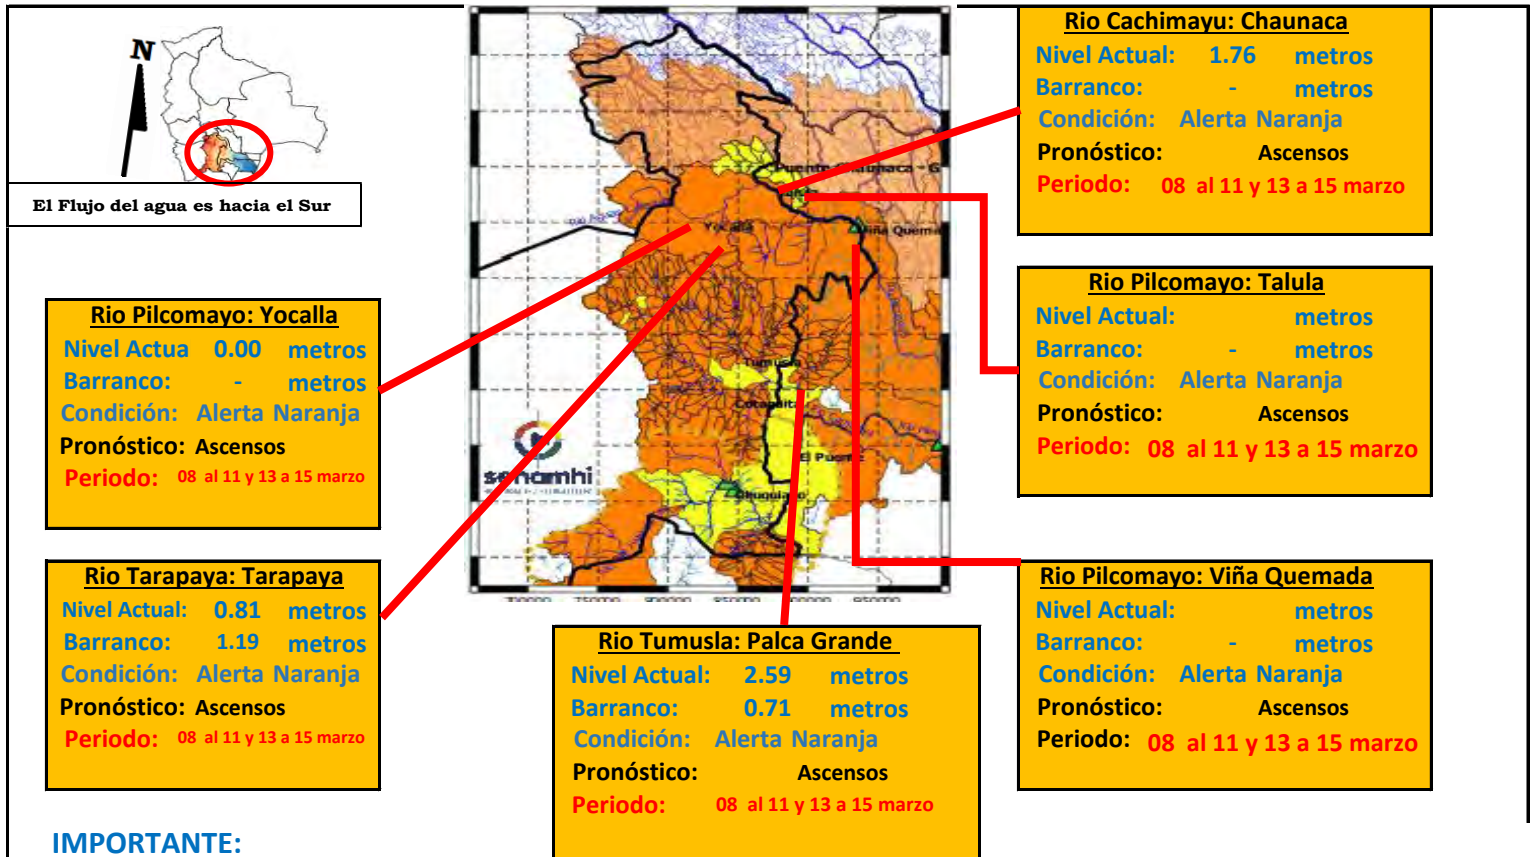 N
El Flujo del agua es hacia el Sur
Rio Cachimayu: Chaunaca
Nivel Actual: 1.76 metros
Barranco: - metros
Condición: Alerta Naranja
Pronóstico: Ascensos
Periodo: 08 al 11 y 13 a 15 marzo
Rio Pilcomayo: Talula
Nivel Actual: metros
Barranco: - metros
Condición: Alerta Naranja
Pronóstico: Ascensos
Periodo: 08 al 11 y 13 a 15 marzo
Rio Pilcomayo: Yocalla
Nivel Actua 0.00 metros
Barranco: - metros
Condición: Alerta Naranja
Pronóstico: Ascensos
Periodo: 08 al 11 y 13 a 15 marzo
Rio Tarapaya: Tarapaya
Nivel Actual: 0.81 metros
Barranco: 1.19 metros
Condición: Alerta Naranja
Pronóstico: Ascensos
Periodo: 08 al 11 y 13 a 15 marzo
Rio Tumusla: Palca Grande
Nivel Actual: 2.59 metros
Barranco: 0.71 metros
Condición: Alerta Naranja
Pronóstico: Ascensos
Periodo: 08 al 11 y 13 a 15 marzo
Rio Pilcomayo: Viña Quemada
Nivel Actual: metros
Barranco: - metros
Condición: Alerta Naranja
Pronóstico: Ascensos
Periodo: 08 al 11 y 13 a 15 marzo
Yocalla
Viña Quema
Tumusla
Cotagaita
El Puente
Chuquiago
senamhi
IMPORTANTE: